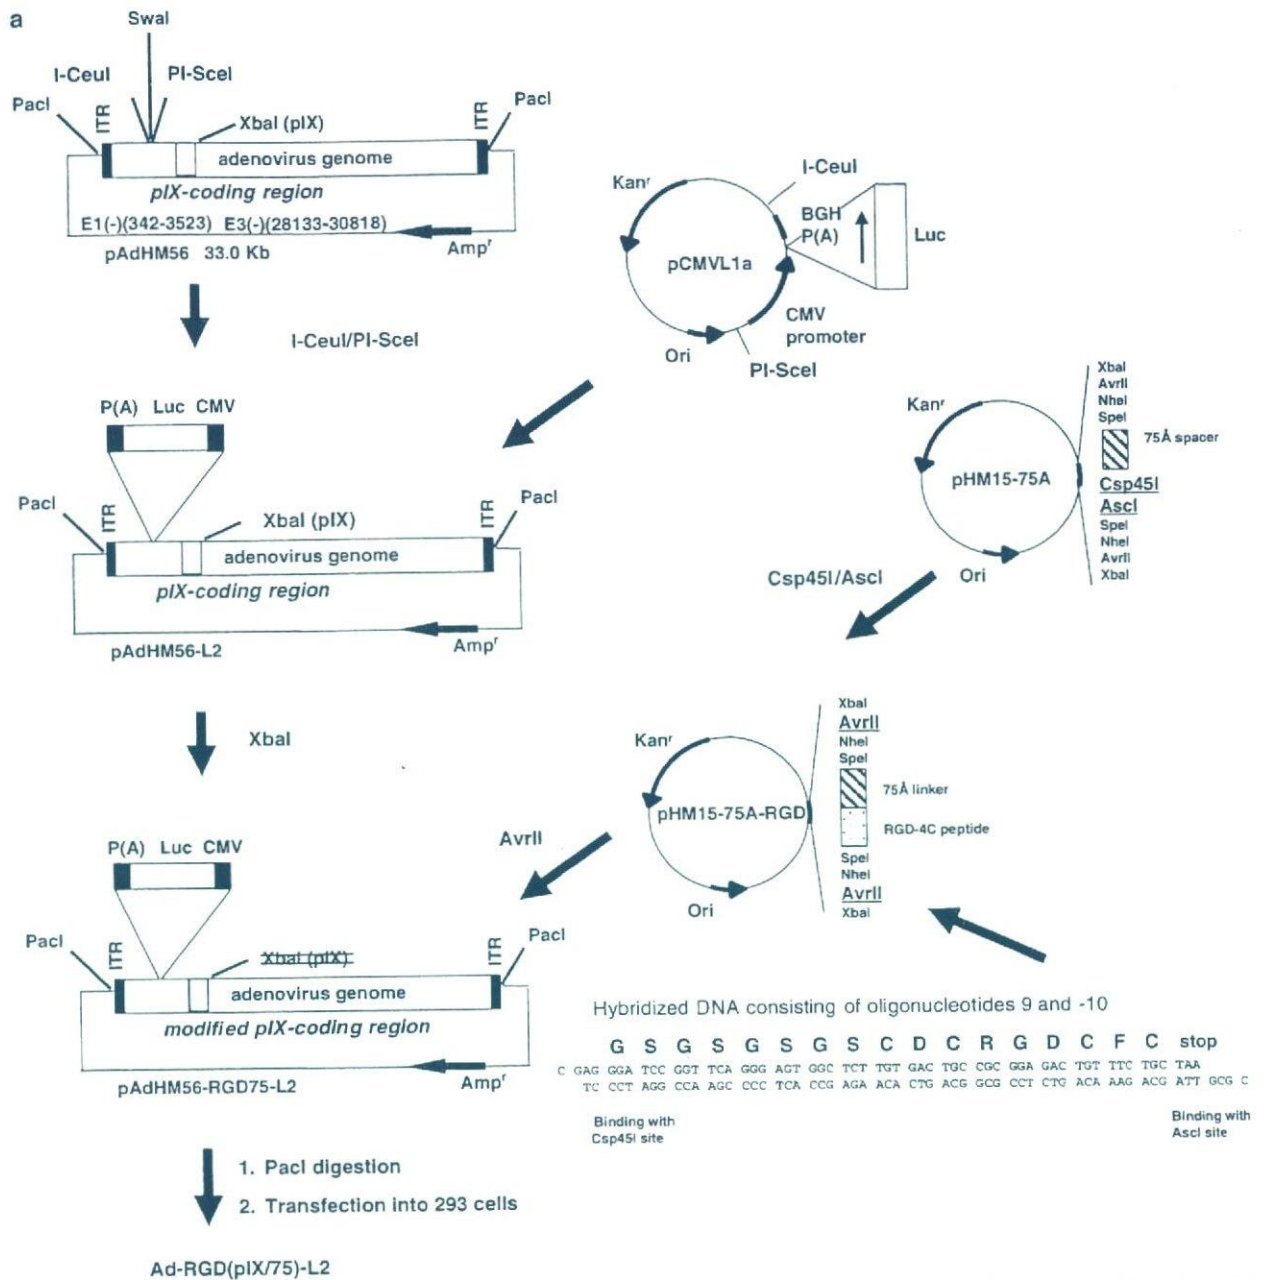 a
SwaI
I-CeuI
PI-SceI
PacI
ITR
XbaI (pIX)
ITR
PacI
adenovirus genome
pIX-coding region
E1(-)(342-3523) E3(-)(28133-30818)
Ampʳ
pAdHM56 33.0 Kb
I-CeuI/PI-SceI
Kanʳ
I-CeuI
BGH
P(A)
Luc
pCMVL1a
CMV
promoter
Ori
PI-SceI
P(A) Luc CMV
PacI
ITR
XbaI (pIX)
ITR
PacI
adenovirus genome
pIX-coding region
Ampʳ
pAdHM56-L2
Kanʳ
pHM15-75A
Ori
XbaI
AvrII
NheI
SpeI
75Å spacer
Csp45I
AscI
SpeI
NheI
AvrII
XbaI
Csp45I/AscI
XbaI
Kanʳ
pHM15-75A-RGD
Ori
XbaI
AvrII
NheI
SpeI
75Å linker
RGD-4C peptide
SpeI
NheI
AvrII
XbaI
AvrII
P(A) Luc CMV
PacI
ITR
XbaI (pIX)
ITR
PacI
adenovirus genome
modified pIX-coding region
Ampʳ
pAdHM56-RGD75-L2
Hybridized DNA consisting of oligonucleotides 9 and -10
G S G S G S G S C D C R G D C F C stop
C GAG GGA TCC GGT TCA GGG AGT GGC TCT TGT GAC TGC CGC GGA GAC TGT TTC TGC TAA
TC CCT AGG CCA AGC CCC TCA CCG AGA ACA CTG ACG GCG CCT CTG ACA AAG ACG ATT GCG C
Binding with
Csp45I site
Binding with
AscI site
1. PacI digestion
2. Transfection into 293 cells
Ad-RGD(pIX/75)-L2